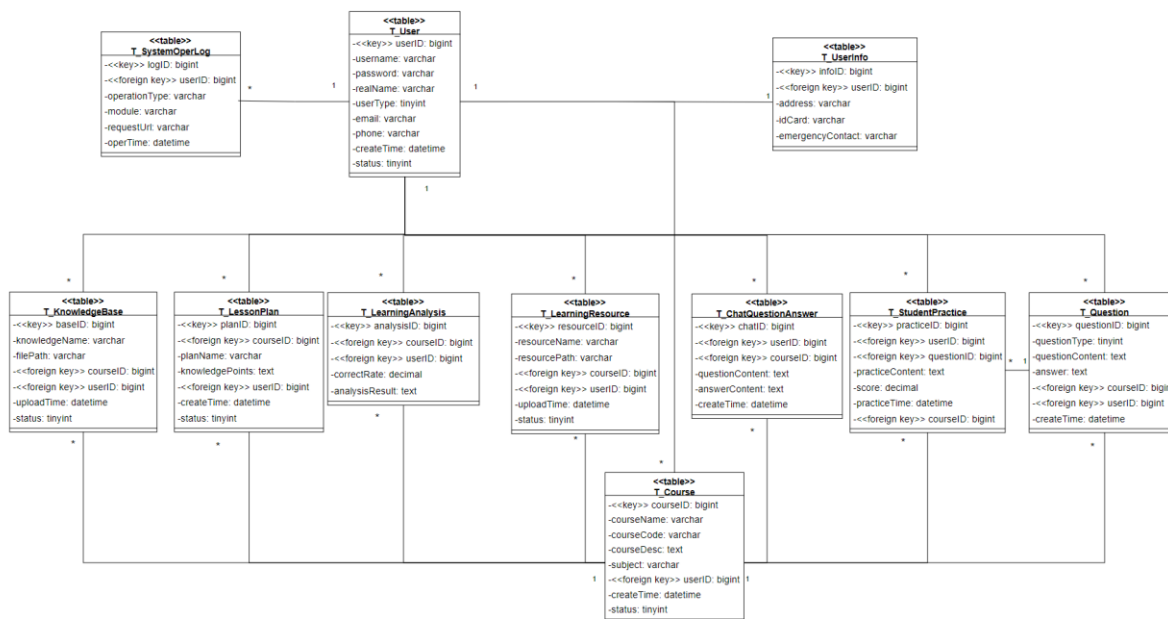 <<table>>
T_SystemOperLog
-<<key>> logID: bigint
-<<foreign key>> userID: bigint
-operationType: varchar
-module: varchar
-requestUrl: varchar
-operTime: datetime
*
1
<<table>>
T_User
-<<key>> userID: bigint
-username: varchar
-password: varchar
-realName: varchar
-userType: tinyint
-email: varchar
-phone: varchar
-createTime: datetime
-status: tinyint
1
1
1
<<table>>
T_UserInfo
-<<key>> infoID: bigint
-<<foreign key>> userID: bigint
-address: varchar
-idCard: varchar
-emergencyContact: varchar
*
*
*
*
*
*
*
<<table>>
T_KnowledgeBase
-<<key>> baseID: bigint
-knowledgeName: varchar
-filePath: varchar
-<<foreign key>> courseID: bigint
-<<foreign key>> userID: bigint
-uploadTime: datetime
-status: tinyint
*
<<table>>
T_LessonPlan
-<<key>> planID: bigint
-<<foreign key>> courseID: bigint
-planName: varchar
-knowledgePoints: text
-<<foreign key>> userID: bigint
-createTime: datetime
-status: tinyint
*
<<table>>
T_LearningAnalysis
-<<key>> analysisID: bigint
-<<foreign key>> courseID: bigint
-<<foreign key>> userID: bigint
-correctRate: decimal
-analysisResult: text
*
<<table>>
T_LearningResource
-<<key>> resourceID: bigint
-resourceName: varchar
-resourcePath: varchar
-<<foreign key>> courseID: bigint
-<<foreign key>> userID: bigint
-uploadTime: datetime
-status: tinyint
*
<<table>>
T_ChatQuestionAnswer
-<<key>> chatID: bigint
-<<foreign key>> userID: bigint
-<<foreign key>> courseID: bigint
-questionContent: text
-answerContent: text
-createTime: datetime
*
<<table>>
T_StudentPractice
-<<key>> practiceID: bigint
-<<foreign key>> userID: bigint
-<<foreign key>> questionID: bigint
-practiceContent: text
-score: decimal
-practiceTime: datetime
-<<foreign key>> courseID: bigint
*
*
1
<<table>>
T_Question
-<<key>> questionID: bigint
-questionType: tinyint
-questionContent: text
-answer: text
-<<foreign key>> courseID: bigint
-<<foreign key>> userID: bigint
-createTime: datetime
*
*
<<table>>
T_Course
-<<key>> courseID: bigint
-courseName: varchar
-courseCode: varchar
-courseDesc: text
-subject: varchar
-<<foreign key>> userID: bigint
-createTime: datetime
-status: tinyint
1
1